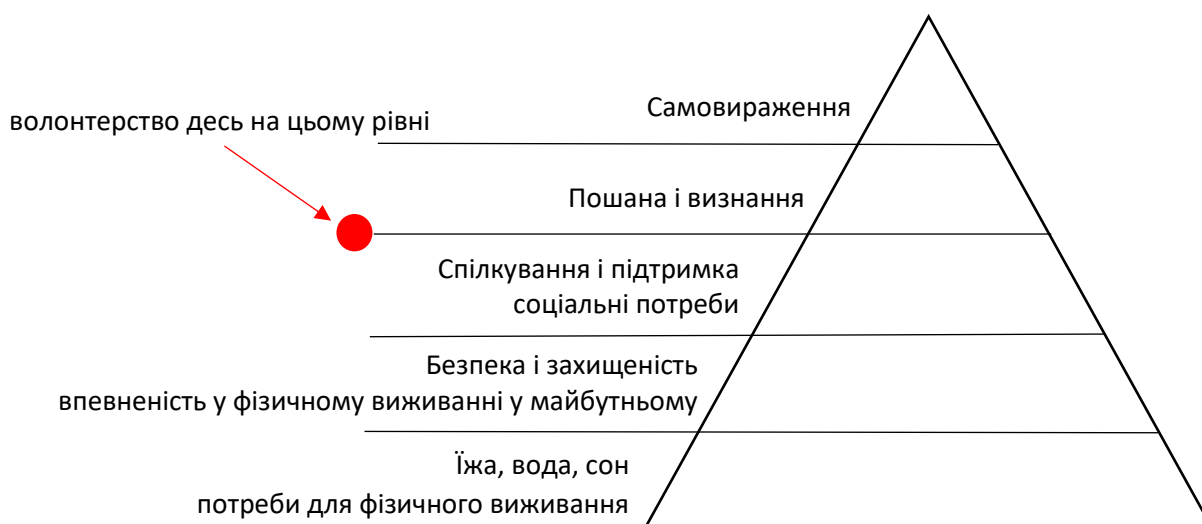 Самовираження
волонтерство десь на цьому рівні
Пошана і визнання
Спілкування і підтримка
соціальні потреби
Безпека і захищеність
впевненість у фізичному виживанні у майбутньому
Їжа, вода, сон
потреби для фізичного виживання